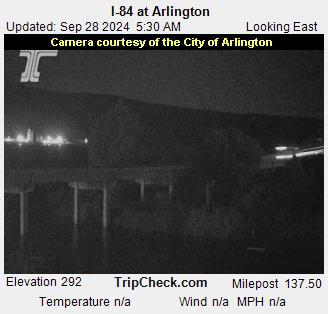 I-84 at Arlington
Updated: Sep 28 2024 5:30 AM Looking East
Camera courtesy of the City of Arlington
Elevation 292 TripCheck.com Milepost 137.50
Temperature n/a Wind n/a MPH n/a